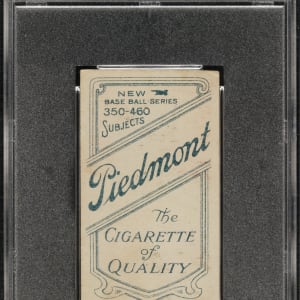 NEW
BASE BALL SERIES
350-460
SUBJECTS
Piedmont
The
CIGARETTE
of
QUALITY